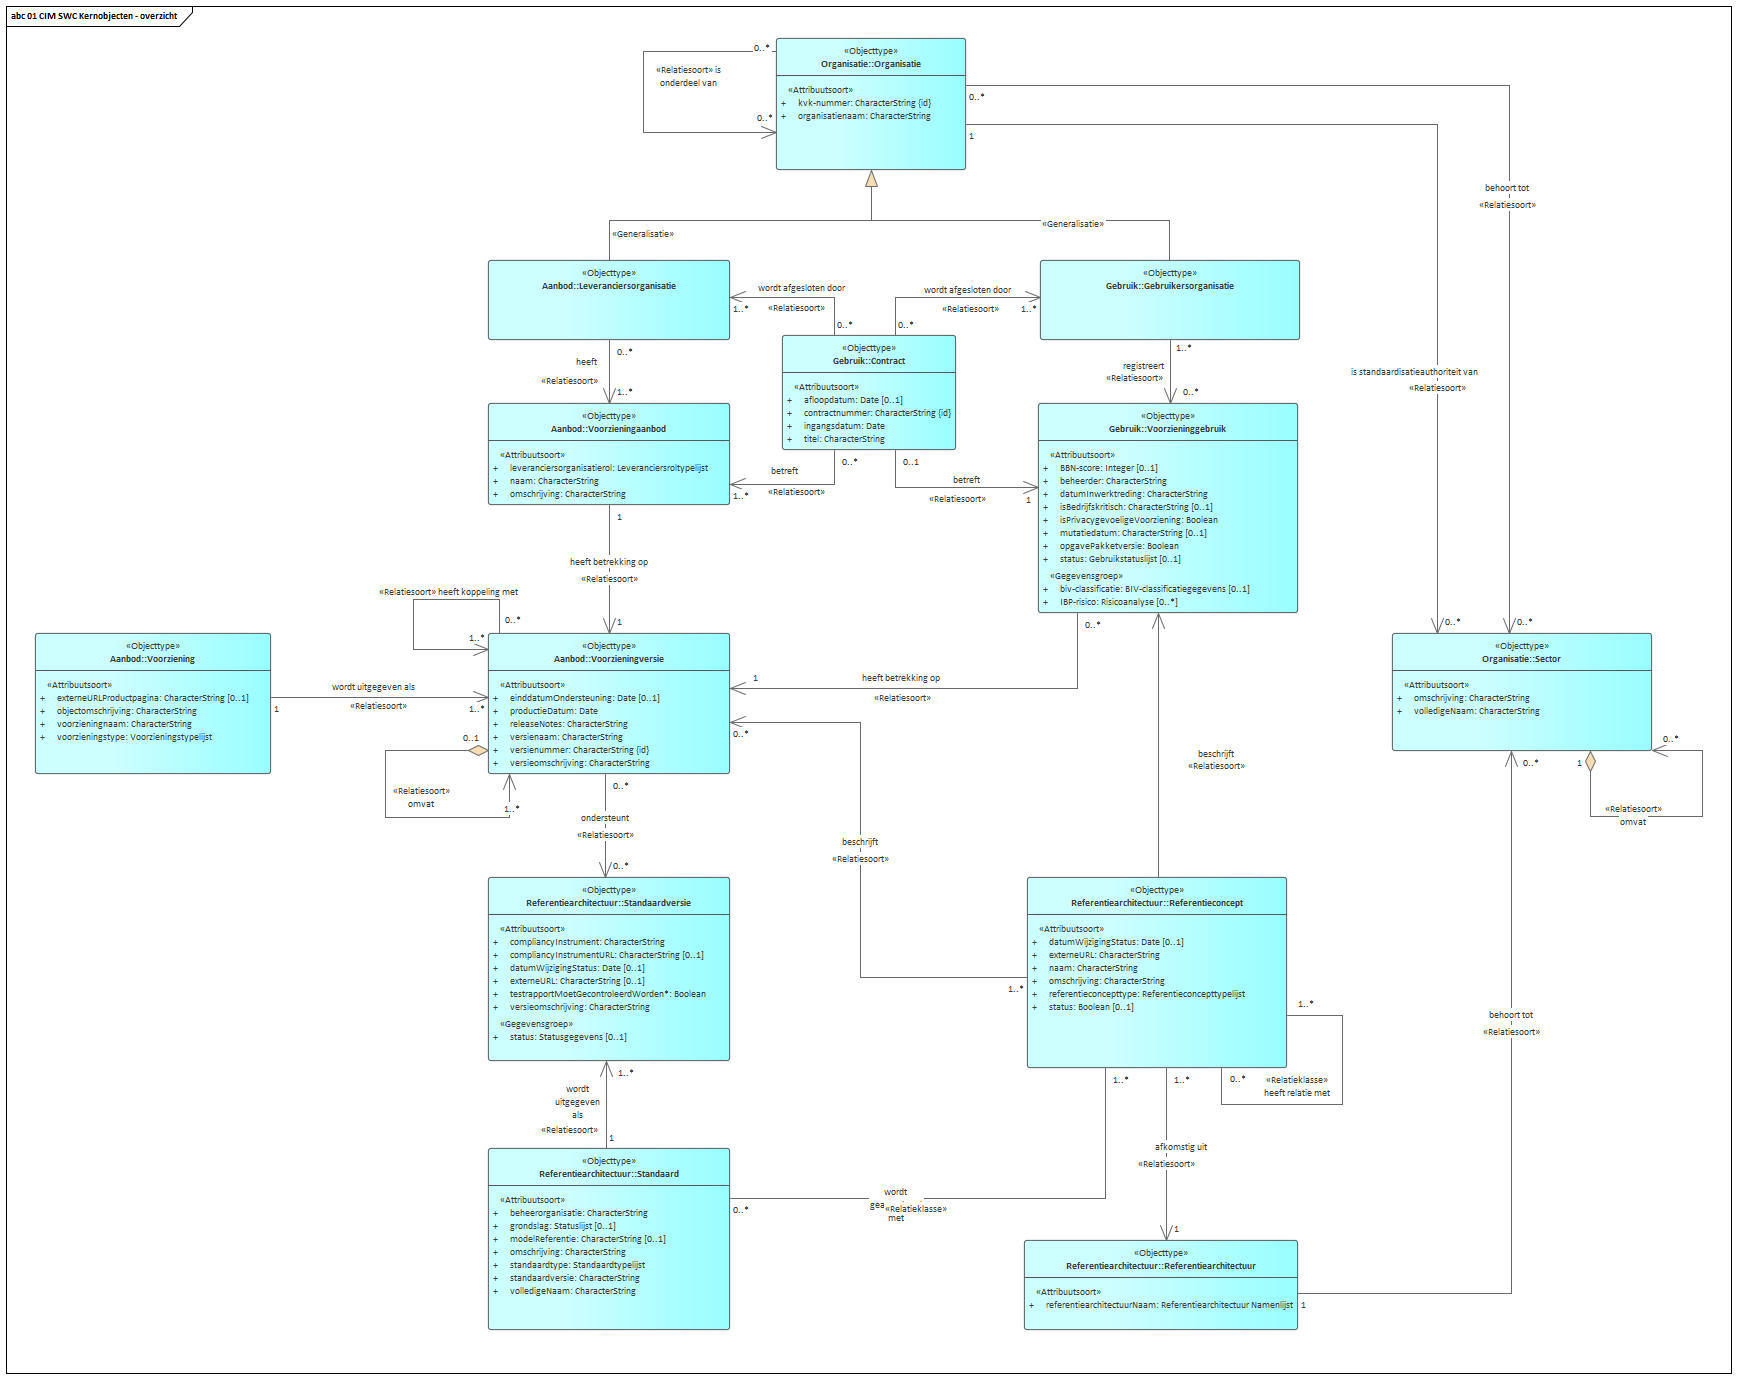 abc 01 CIM SWC Kernobjecten - overzicht
«Objecttype»
Organisatie::Organisatie
«Attribuutsoort»
+ kvk-nummer: CharacterString {id}
+ organisatienaam: CharacterString
0..*
«Relatiesoort» is
onderdeel van
0..*
0..*
1
behoort tot
«Relatiesoort»
is standaardisatieauthoriteit van
«Relatiesoort»
0..*
0..*
«Generalisatie»
«Generalisatie»
«Objecttype»
Aanbod::Leveranciersorganisatie
wordt afgesloten door
1..*
«Relatiesoort»
0..*
«Objecttype»
Gebruik::Gebruikersorganisatie
wordt afgesloten door
«Relatiesoort»
1..*
0..*
«Objecttype»
Gebruik::Contract
«Attribuutsoort»
+ afloopdatum: Date [0..1]
+ contractnummer: CharacterString {id}
+ ingangsdatum: Date
+ titel: CharacterString
0..*
heeft
«Relatiesoort»
1..*
1..*
registreert
«Relatiesoort»
0..*
«Objecttype»
Aanbod::Voorzieningaanbod
«Attribuutsoort»
+ leveranciersorganisatierol: Leveranciersroltypelijst
+ naam: CharacterString
+ omschrijving: CharacterString
0..*
betreft
«Relatiesoort»
1..*
0..1
betreft
«Relatiesoort»
1
«Objecttype»
Gebruik::Voorzieninggebruik
«Attribuutsoort»
+ BBN-score: Integer [0..1]
+ beheerder: CharacterString
+ datumInwerktreding: CharacterString
+ isBedrijfskritisch: CharacterString [0..1]
+ isPrivacygevoeligeVoorziening: Boolean
+ mutatiedatum: CharacterString [0..1]
+ opgavePakketversie: Boolean
+ status: Gebruikstatuslijst [0..1]
«Gegevensgroep»
+ biv-classificatie: BIV-classificatiegegevens [0..1]
+ IBP-risico: Risicoanalyse [0..*]
1
heeft betrekking op
«Relatiesoort»
1
«Relatiesoort» heeft koppeling met
0..*
1..*
«Objecttype»
Aanbod::Voorziening
«Attribuutsoort»
+ externeURLProductpagina: CharacterString [0..1]
+ objectomschrijving: CharacterString
+ voorzieningnaam: CharacterString
+ voorzieningstype: Voorzieningstypelijst
wordt uitgegeven als
1
«Relatiesoort»
1..*
«Objecttype»
Aanbod::Voorzieningversie
«Attribuutsoort»
+ einddatumOndersteuning: Date [0..1]
+ productieDatum: Date
+ releaseNotes: CharacterString
+ versienaam: CharacterString
+ versienummer: CharacterString {id}
+ versieomschrijving: CharacterString
0..1
«Relatiesoort»
omvat
1..*
0..*
1
heeft betrekking op
«Relatiesoort»
0..*
«Objecttype»
Organisatie::Sector
«Attribuutsoort»
+ omschrijving: CharacterString
+ volledigeNaam: CharacterString
0..*
1
0..*
«Relatiesoort»
omvat
beschrijft
«Relatiesoort»
0..*
ondersteunt
«Relatiesoort»
0..*
beschrijft
«Relatiesoort»
«Objecttype»
Referentiearchitectuur::Standaardversie
«Attribuutsoort»
+ compliancyInstrument: CharacterString
+ compliancyInstrumentURL: CharacterString [0..1]
+ datumWijzigingStatus: Date [0..1]
+ externeURL: CharacterString [0..1]
+ testrapportMoetGecontroleerdWorden*: Boolean
+ versieomschrijving: CharacterString
«Gegevensgroep»
+ status: Statusgegevens [0..1]
«Objecttype»
Referentiearchitectuur::Referentieconcept
«Attribuutsoort»
+ datumWijzigingStatus: Date [0..1]
+ externeURL: CharacterString
+ naam: CharacterString
+ omschrijving: CharacterString
+ referentieconcepttype: Referentieconcepttypelijst
+ status: Boolean [0..1]
1..*
1..*
0..*
«Relatieklasse»
heeft relatie met
behoort tot
«Relatiesoort»
1..*
wordt
uitgegeven
als
«Relatiesoort»
1
1..*
1..*
afkomstig uit
«Relatiesoort»
1
«Objecttype»
Referentiearchitectuur::Standaard
«Attribuutsoort»
+ beheerorganisatie: CharacterString
+ grondslag: Statuslijst [0..1]
+ modelReferentie: CharacterString [0..1]
+ omschrijving: CharacterString
+ standaardtype: Standaardtypelijst
+ standaardversie: CharacterString
+ volledigeNaam: CharacterString
0..*
wordt
«Relatieklasse»
met
«Objecttype»
Referentiearchitectuur::Referentiearchitectuur
«Attribuutsoort»
+ referentiearchitectuurNaam: Referentiearchitectuur Namenlijst
1